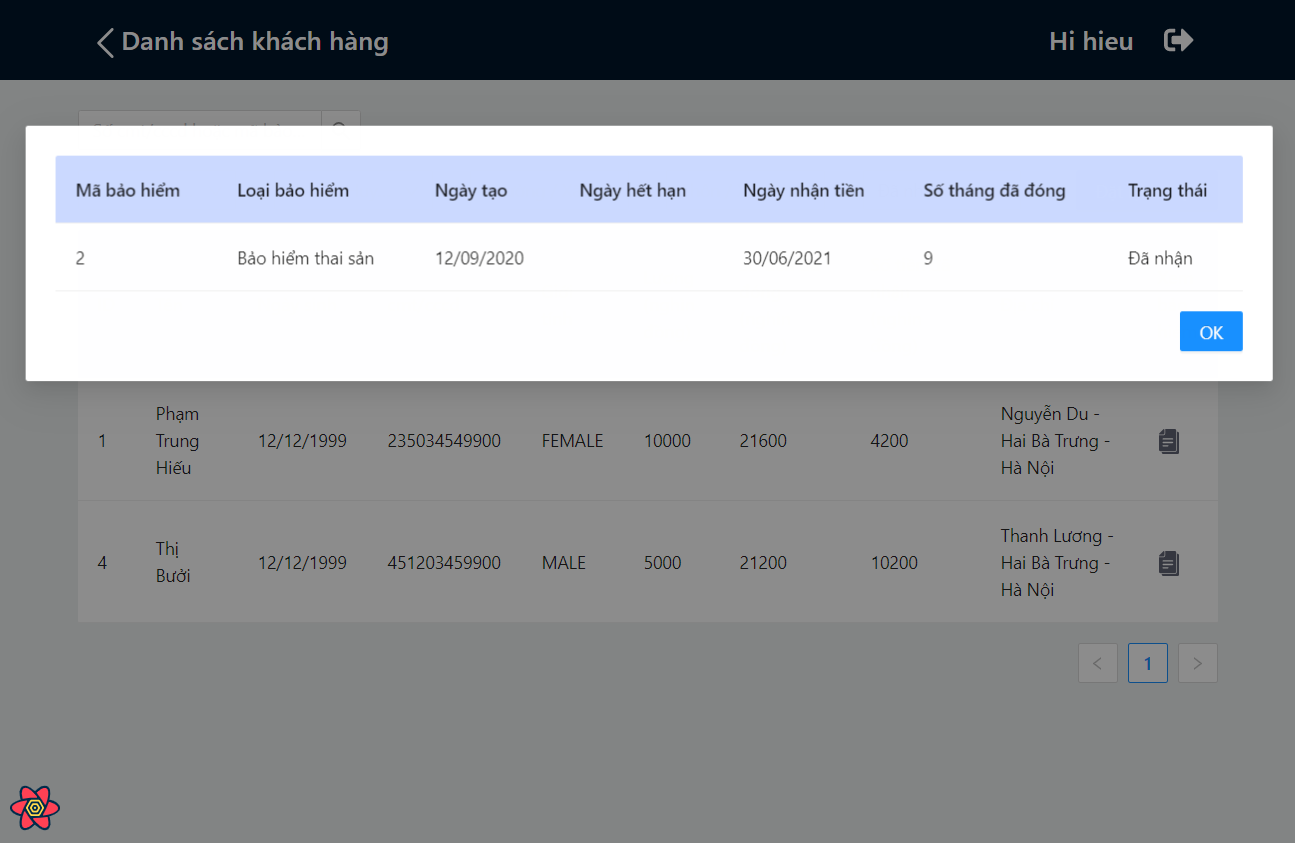 Danh sách khách hàng
Hi hieu
Mã bảo hiểm Loại bảo hiểm Ngày tạo Ngày hết hạn Ngày nhận tiền Số tháng đã đóng Trạng thái
2 Bảo hiểm thai sản 12/09/2020 30/06/2021 9 Đã nhận
OK
1 Phạm Trung Hiếu 12/12/1999 235034549900 FEMALE 10000 21600 4200 Nguyễn Du - Hai Bà Trưng - Hà Nội
4 Thị Bưởi 12/12/1999 451203459900 MALE 5000 21200 10200 Thanh Lương - Hai Bà Trưng - Hà Nội
< 1 >